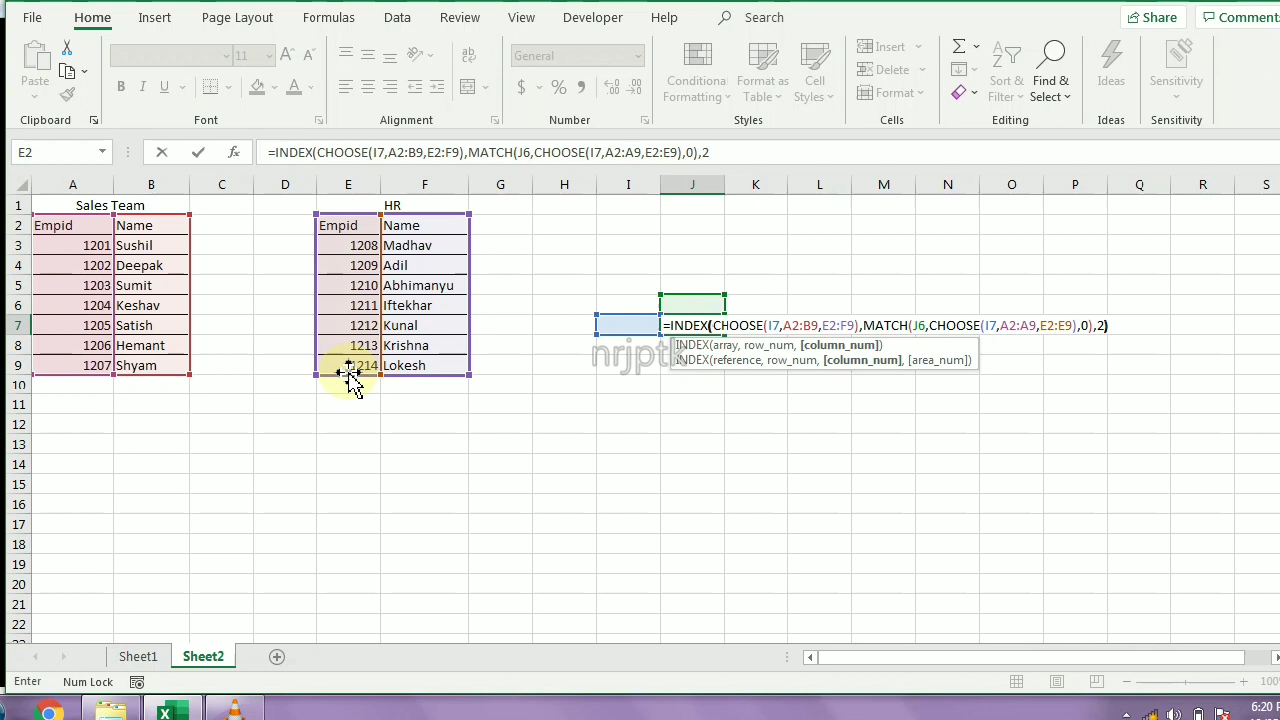 File Home Insert Page Layout Formulas Data Review View Developer Help Search Share Comment
Paste 11 General Conditional Formatting Format as Table Cell Styles Insert Delete Format Sort & Filter Find & Select Ideas Sensitivity
Clipboard Font Alignment Number Styles Cells Editing Ideas Sensitivity
E2 =INDEX(CHOOSE(I7,A2:B9,E2:F9),MATCH(J6,CHOOSE(I7,A2:A9,E2:E9),0),2
A B C D E F G H I J K L M N O P Q R S
1 Sales Team HR
2 Empid Name Empid Name
3 1201 Sushil 1208 Madhav
4 1202 Deepak 1209 Adil
5 1203 Sumit 1210 Abhimanyu
6 1204 Keshav 1211 Iftekhar
7 1205 Satish 1212 Kunal =INDEX(CHOOSE(I7,A2:B9,E2:F9),MATCH(J6,CHOOSE(I7,A2:A9,E2:E9),0),2)
8 1206 Hemant 1213 Krishna INDEX(array, row_num, [column_num])
nrjptk
INDEX(reference, row_num, [column_num], [area_num])
9 1207 Shyam 1214 Lokesh
10
11
12
13
14
15
16
17
18
19
20
21
22
Sheet1 Sheet2
Enter Num Lock 100
6:20 P